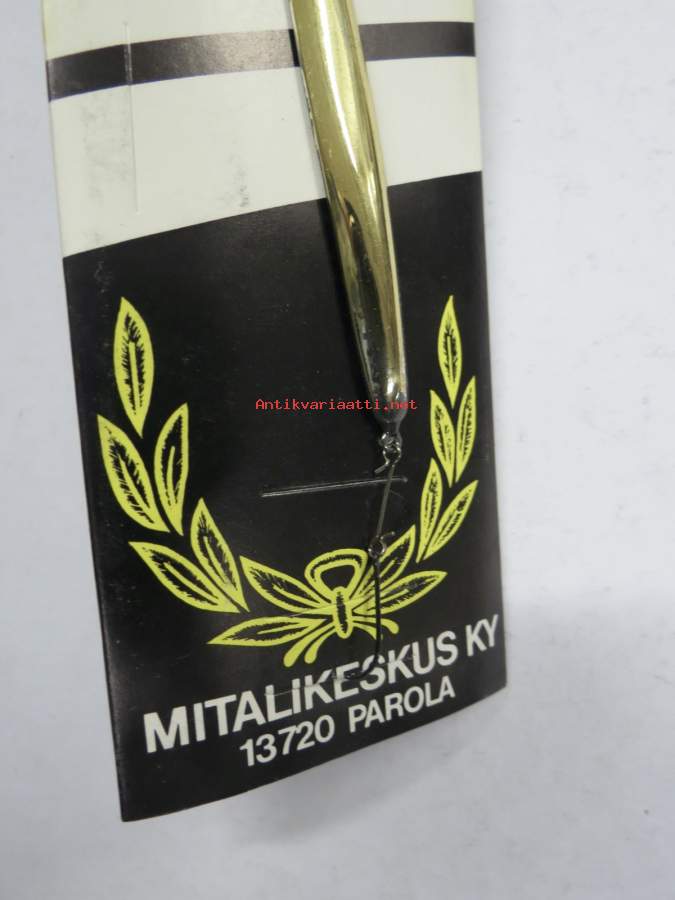 Antikvariaatti.net
MITALIKESKUS KY
13720 PAROLA